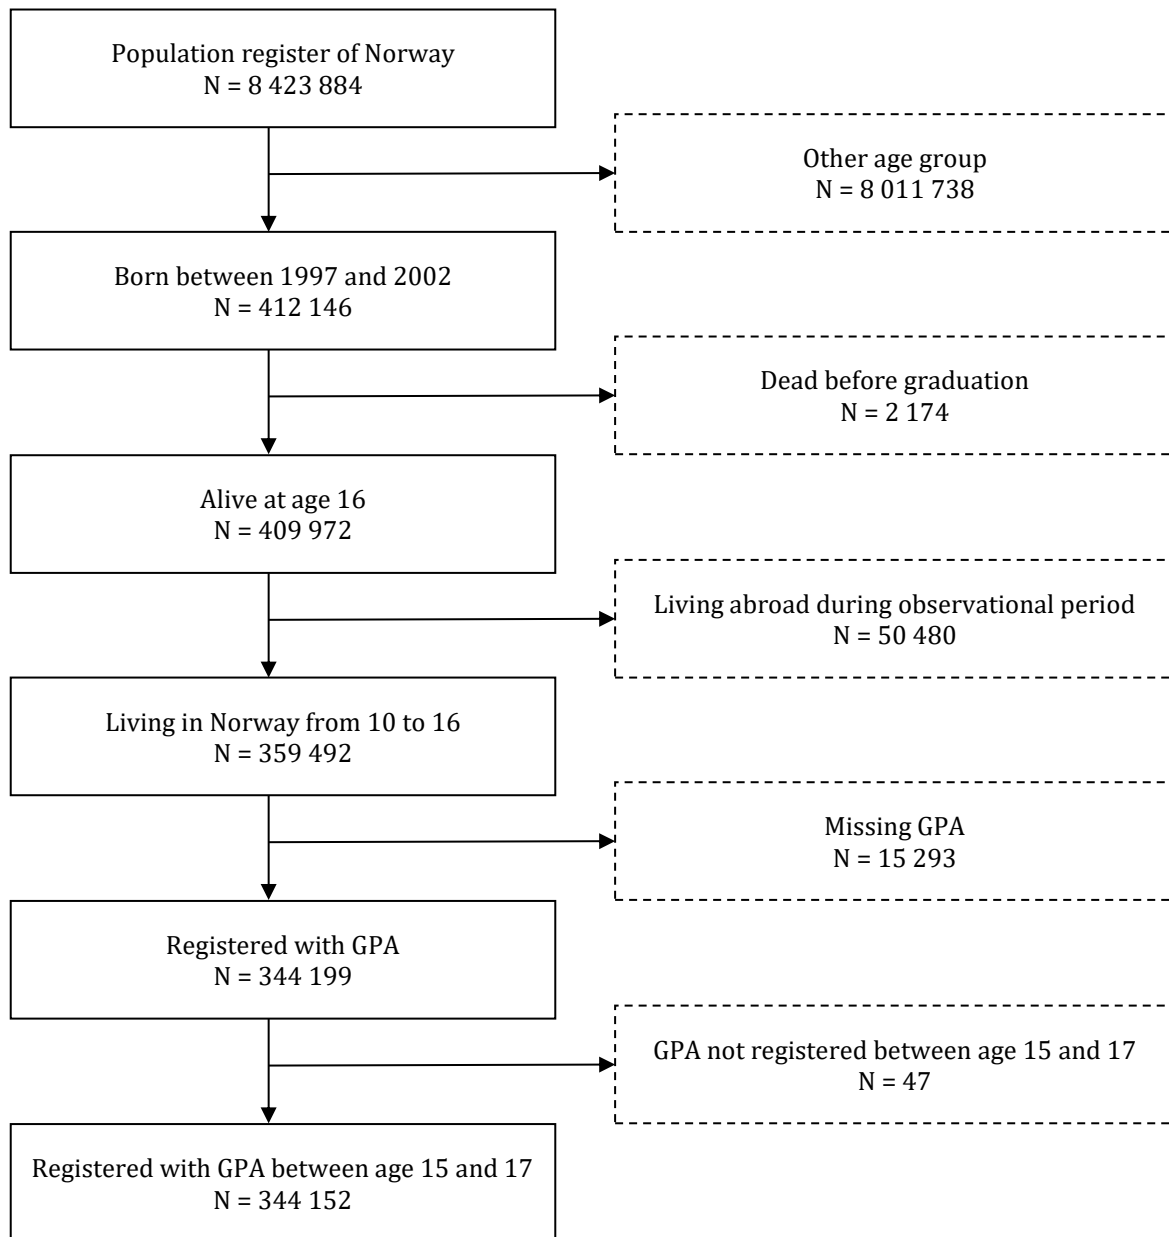 Population register of Norway
N = 8 423 884
Other age group
N = 8 011 738
Born between 1997 and 2002
N = 412 146
Dead before graduation
N = 2 174
Alive at age 16
N = 409 972
Living abroad during observational period
N = 50 480
Living in Norway from 10 to 16
N = 359 492
Missing GPA
N = 15 293
Registered with GPA
N = 344 199
GPA not registered between age 15 and 17
N = 47
Registered with GPA between age 15 and 17
N = 344 152